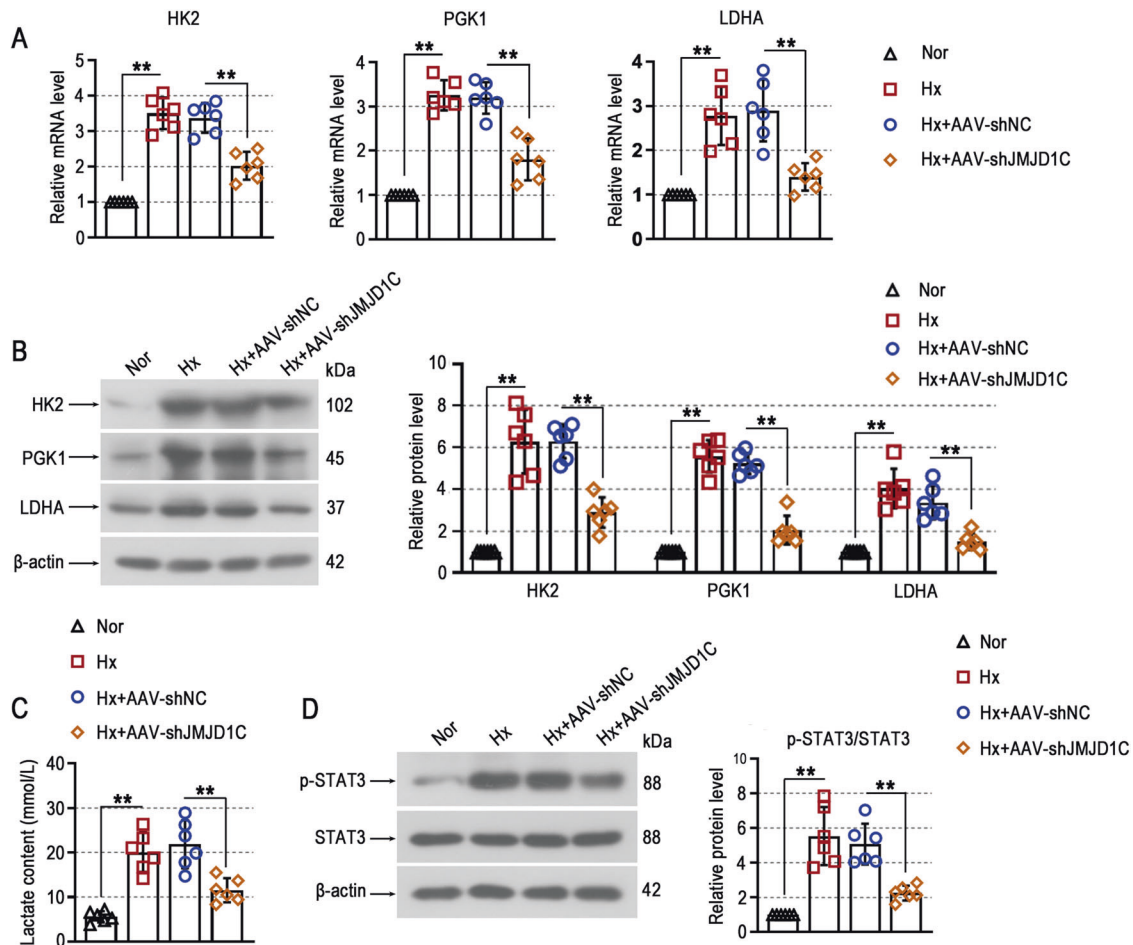 A
HK2
Relative mRNA level
5
4
3
2
1
0
**
**
PGK1
Relative mRNA level
4
3
2
1
0
**
**
LDHA
Relative mRNA level
4
3
2
1
0
**
**
Nor
Hx
Hx+AAV-shNC
Hx+AAV-shJMJD1C
B
Nor
Hx
Hx+AAV-shNC
Hx+AAV-shJMJD1C
kDa
HK2
102
PGK1
45
LDHA
37
β-actin
42
Nor
Hx
Hx+AAV-shNC
Hx+AAV-shJMJD1C
Relative protein level
10
8
6
4
2
0
**
**
**
**
**
**
HK2
PGK1
LDHA
C
Nor
Hx
Hx+AAV-shNC
Hx+AAV-shJMJD1C
Lactate content (mmol/L)
40
30
20
10
0
**
**
D
Nor
Hx
Hx+AAV-shNC
Hx+AAV-shJMJD1C
kDa
p-STAT3
88
STAT3
88
β-actin
42
p-STAT3/STAT3
Relative protein level
10
8
6
4
2
0
**
**
Nor
Hx
Hx+AAV-shNC
Hx+AAV-shJMJD1C